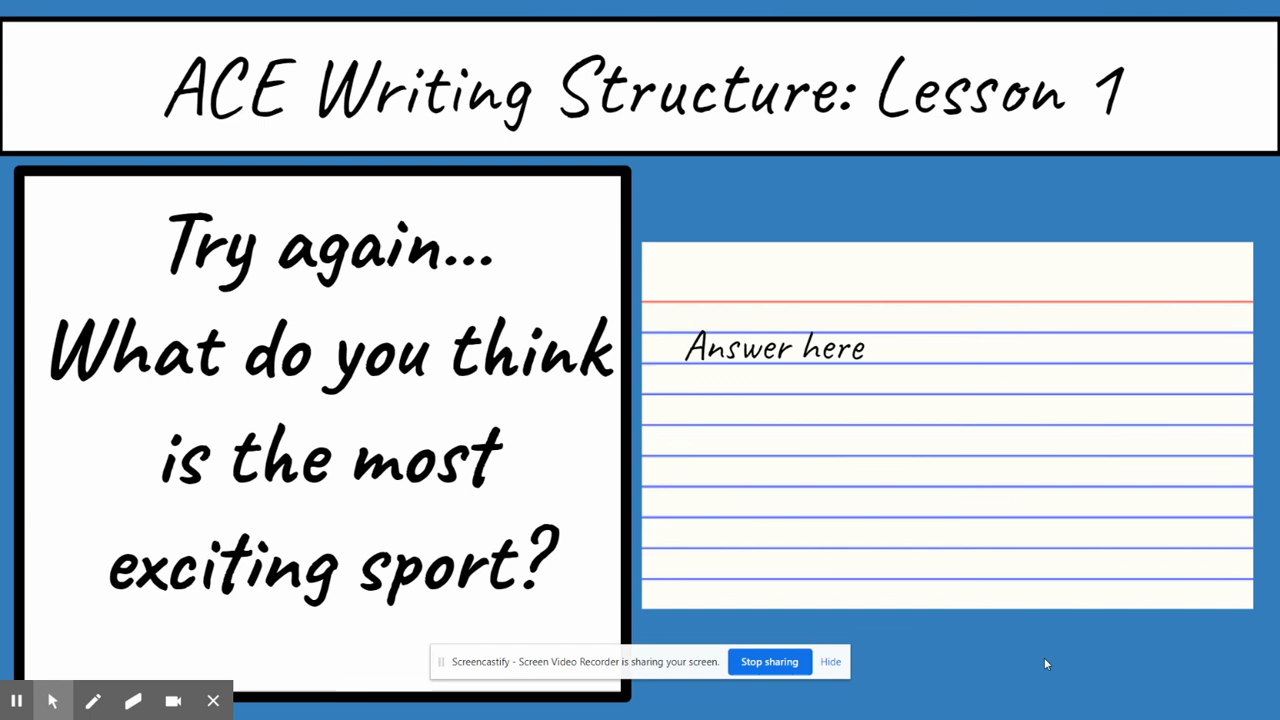 ACE Writing Structure: Lesson 1
Try again...
What do you think
is the most
exciting sport?
Answer here
Screencastify - Screen Video Recorder is sharing your screen.
Stop sharing
Hide